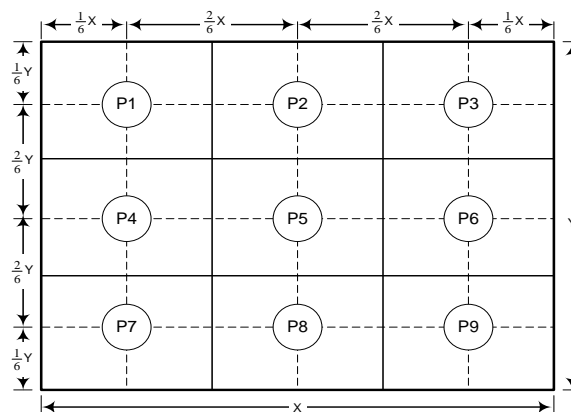 1/6 X 2/6 X 2/6 X 1/6 X
1/6 Y
P1 P2 P3
2/6 Y
P4 P5 P6
2/6 Y
P7 P8 P9
1/6 Y
X